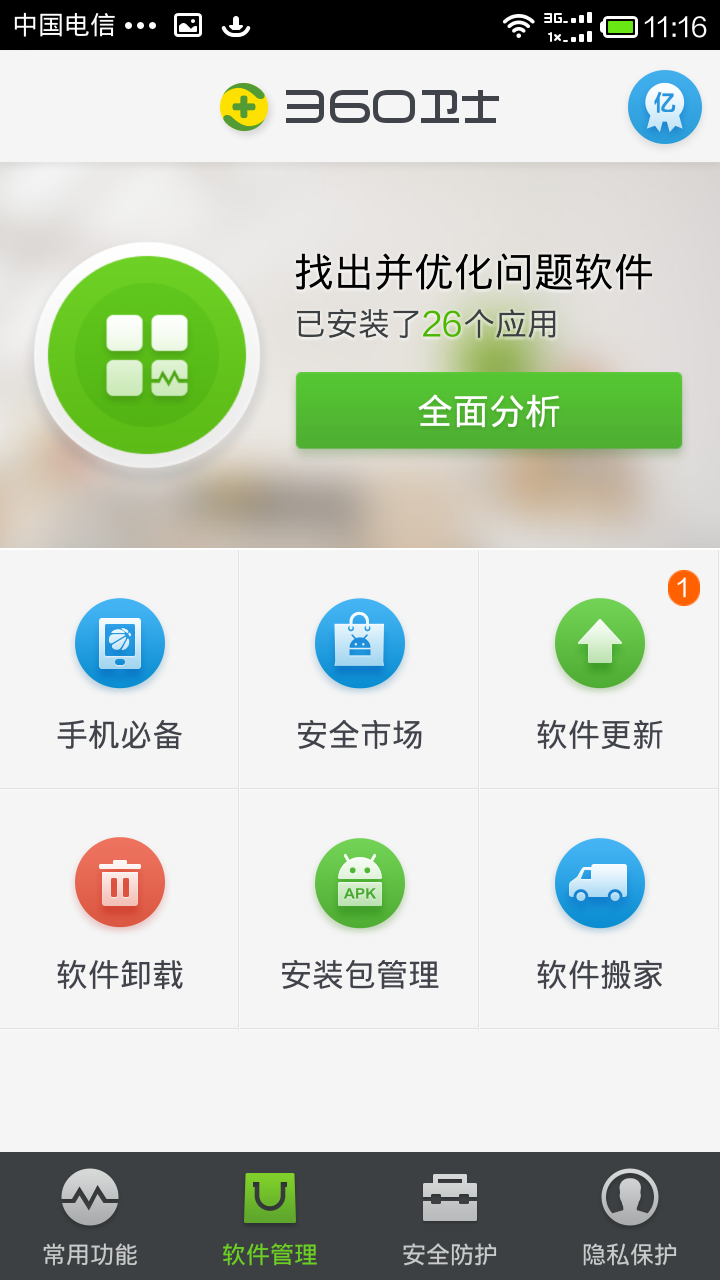 中国电信 ••• 3G 1x 11:16
360卫士
亿
找出并优化问题软件
已安装了26个应用
全面分析
1
手机必备 安全市场 软件更新
APK
软件卸载 安装包管理 软件搬家
常用功能 软件管理 安全防护 隐私保护